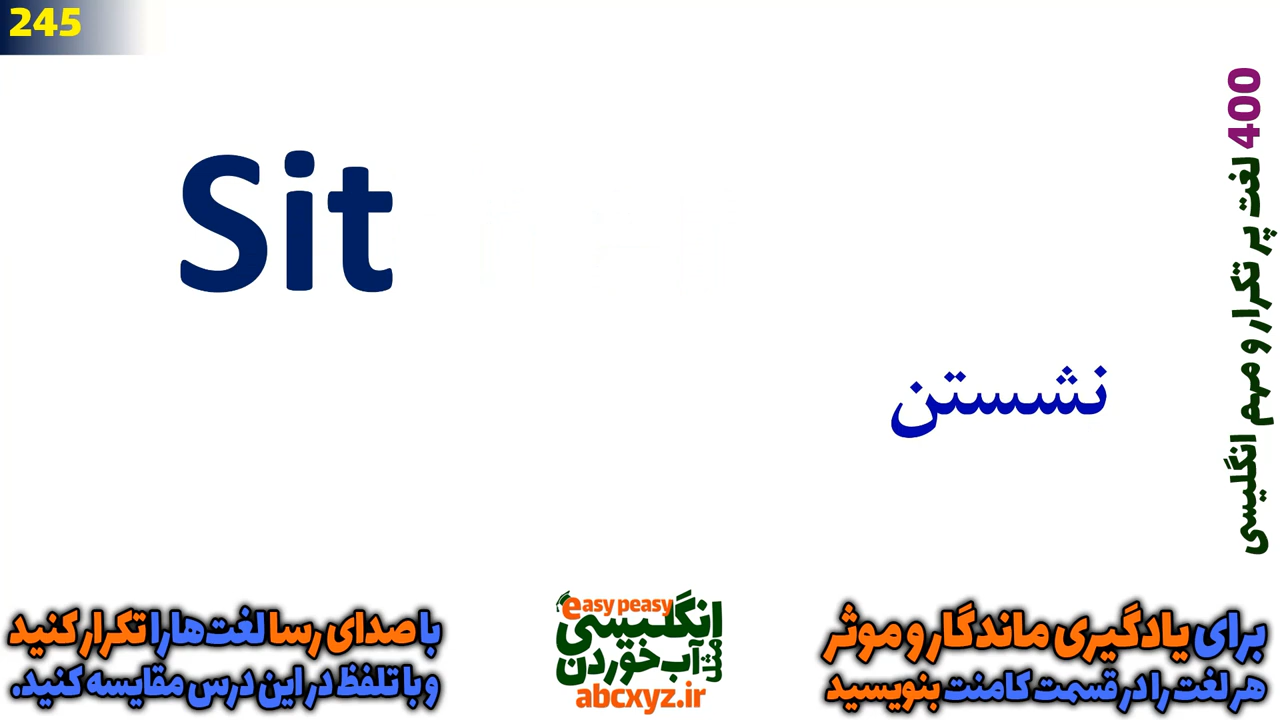 245
Sit
نشستن
400 لغت پر تکرار و مهم انگلیسی
با صدای رسا لغت‌ها را تکرار کنید
و با تلفظ در این درس مقایسه کنید.
easy peasy
انگلیسی
مثل آب خوردن
abcxyz.ir
برای یادگیری ماندگار و موثر
هر لغت را در قسمت کامنت بنویسید